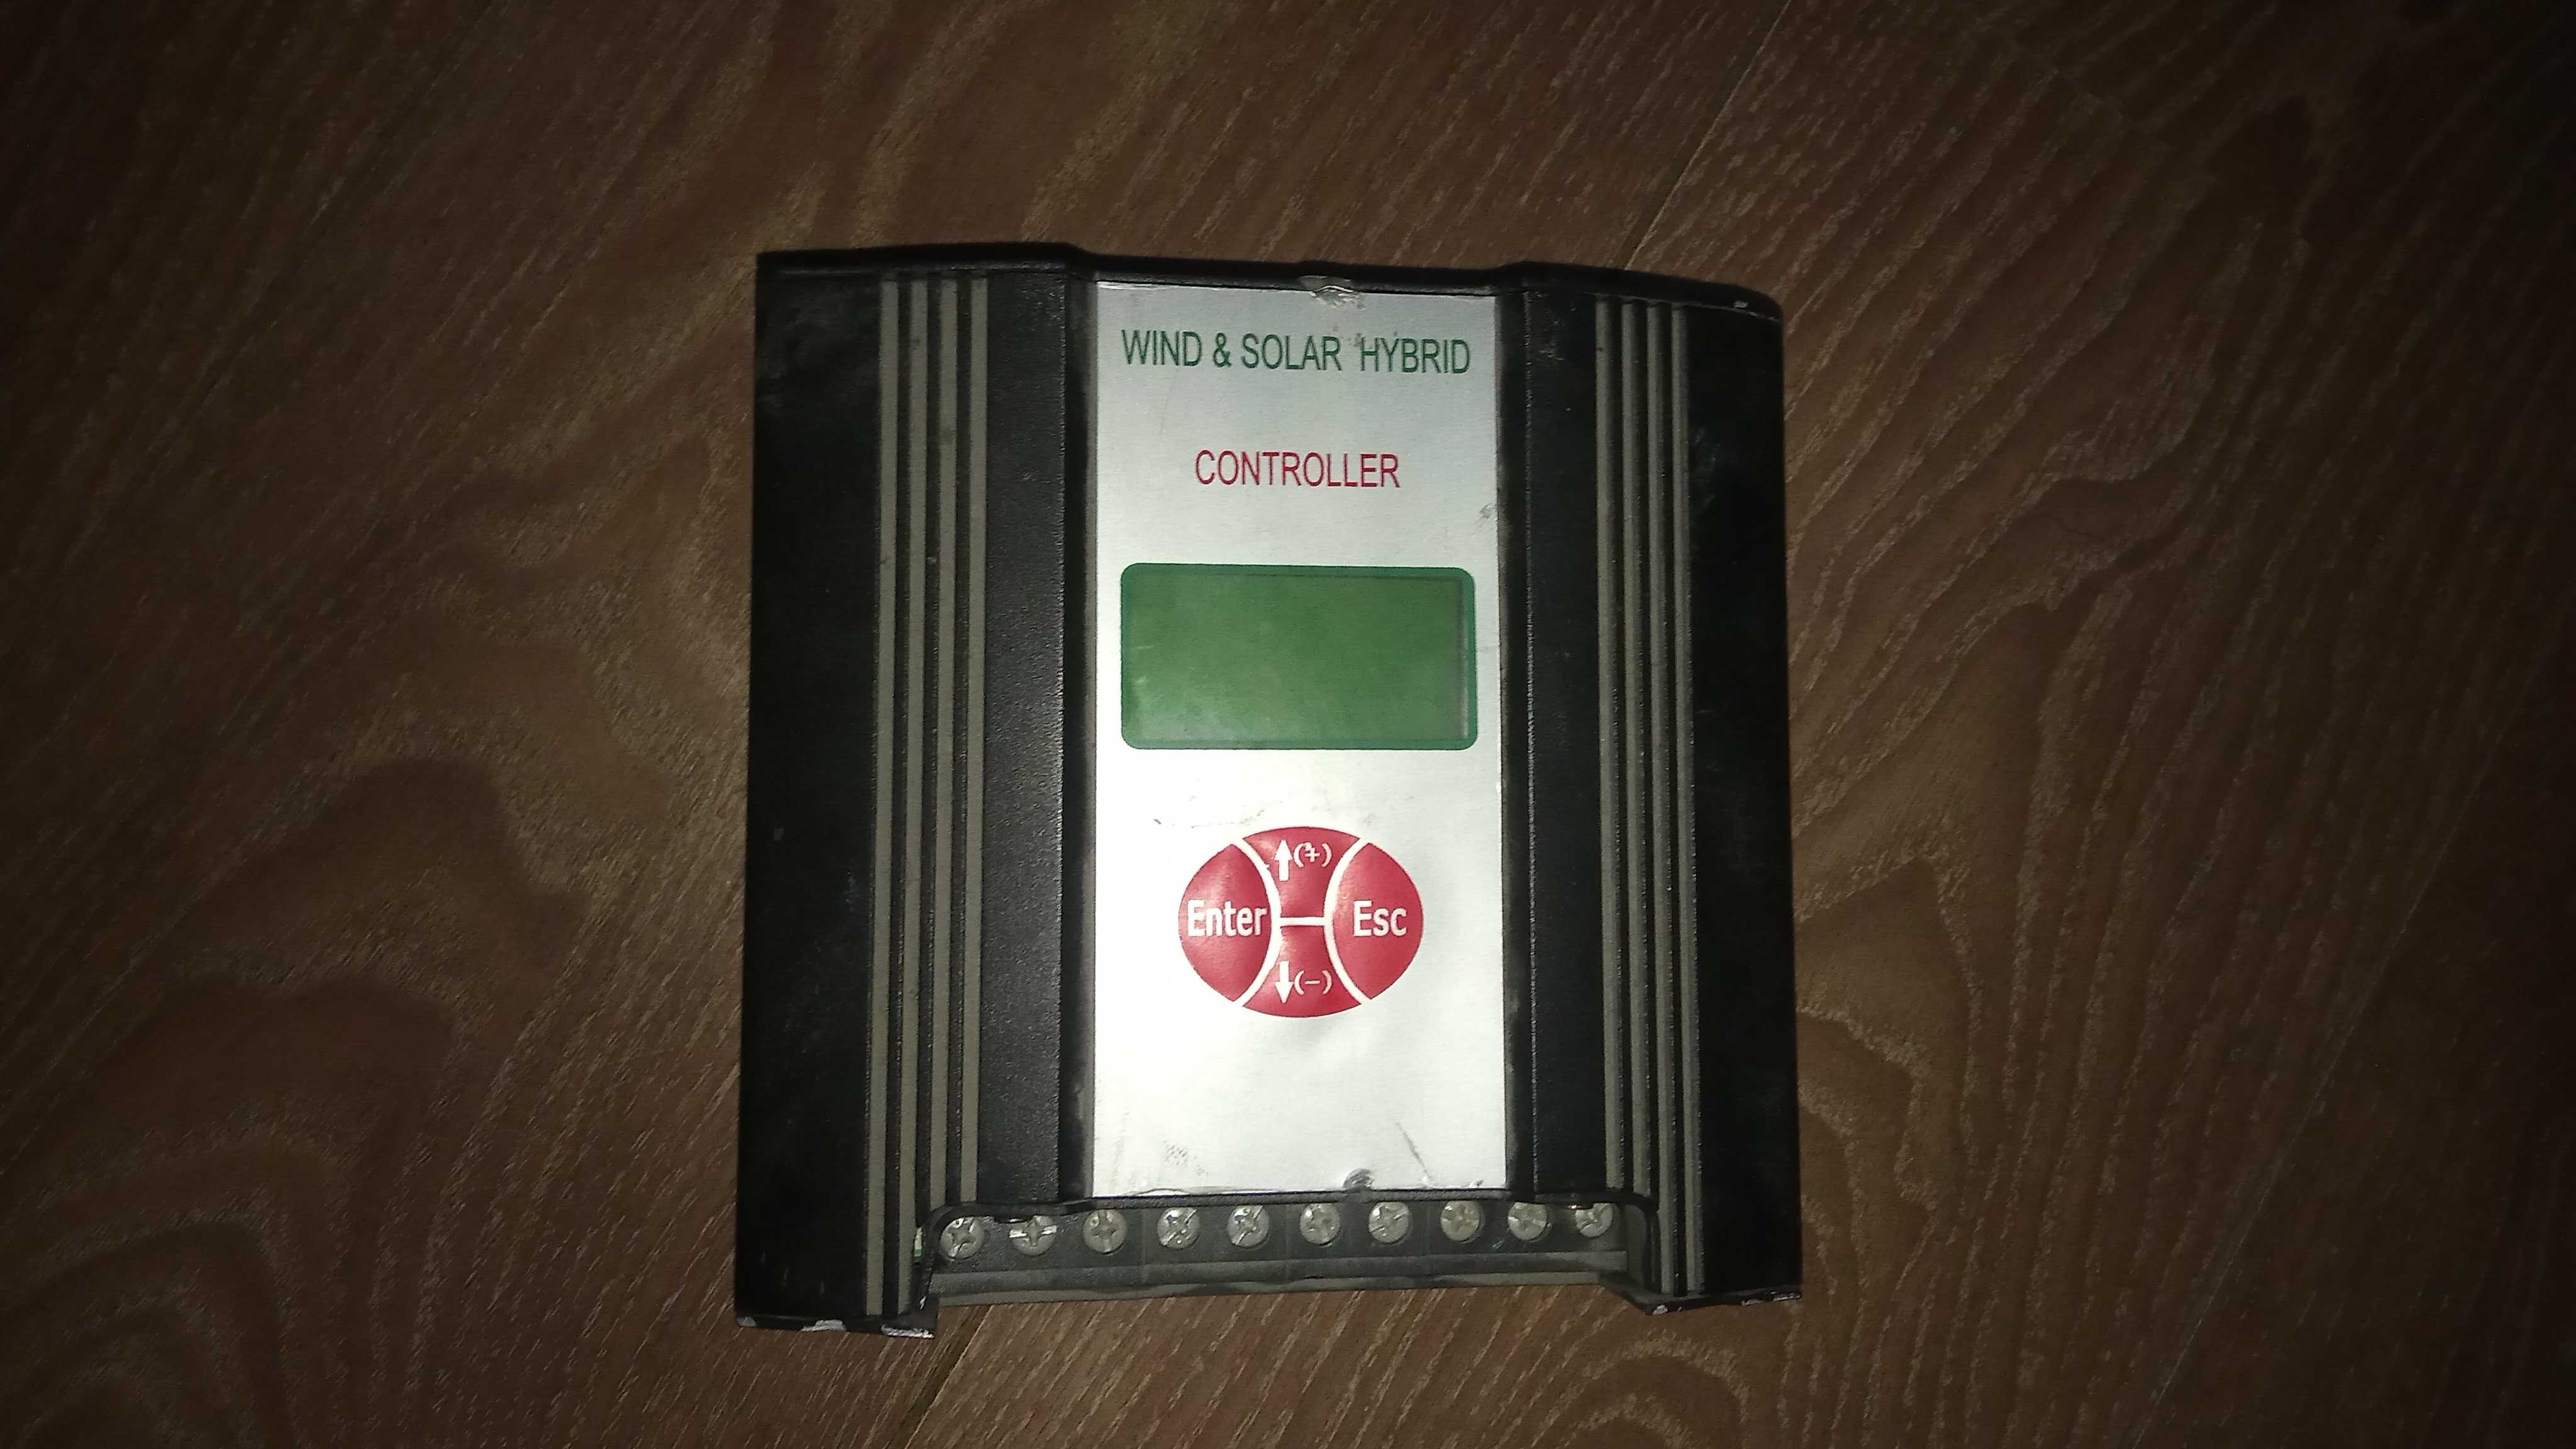 WIND & SOLAR HYBRID
CONTROLLER
↑(+)
Enter
Esc
↓(-)